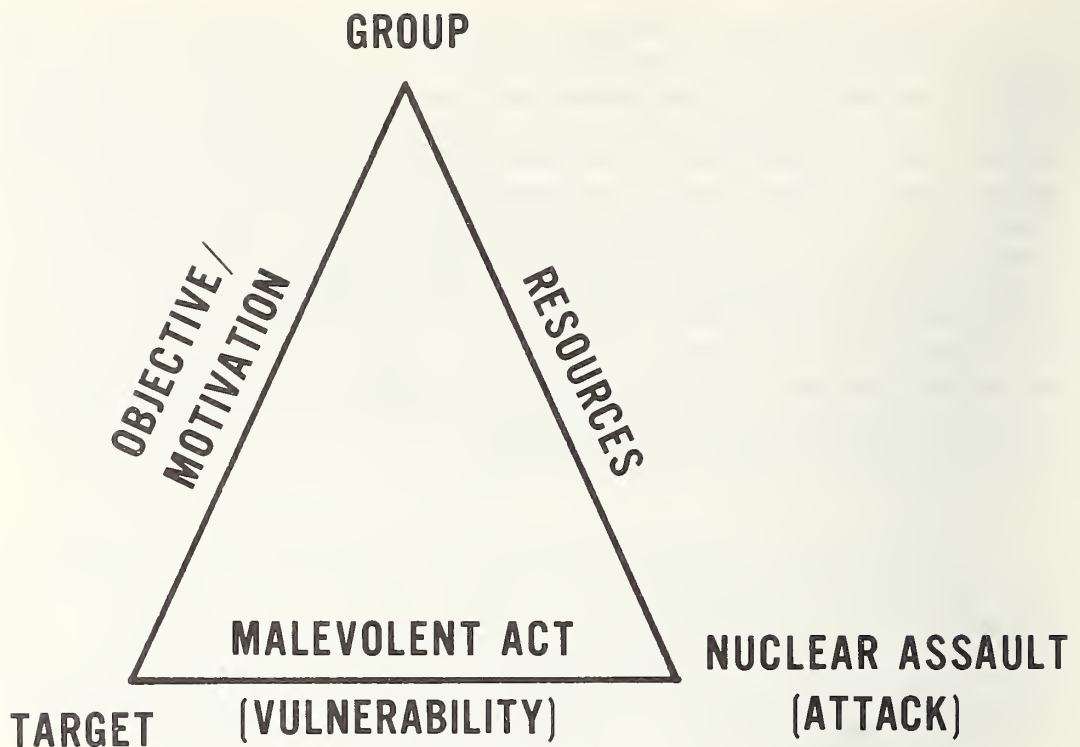 GROUP
OBJECTIVE/
MOTIVATION
RESOURCES
MALEVOLENT ACT
(VULNERABILITY)
TARGET
NUCLEAR ASSAULT
(ATTACK)